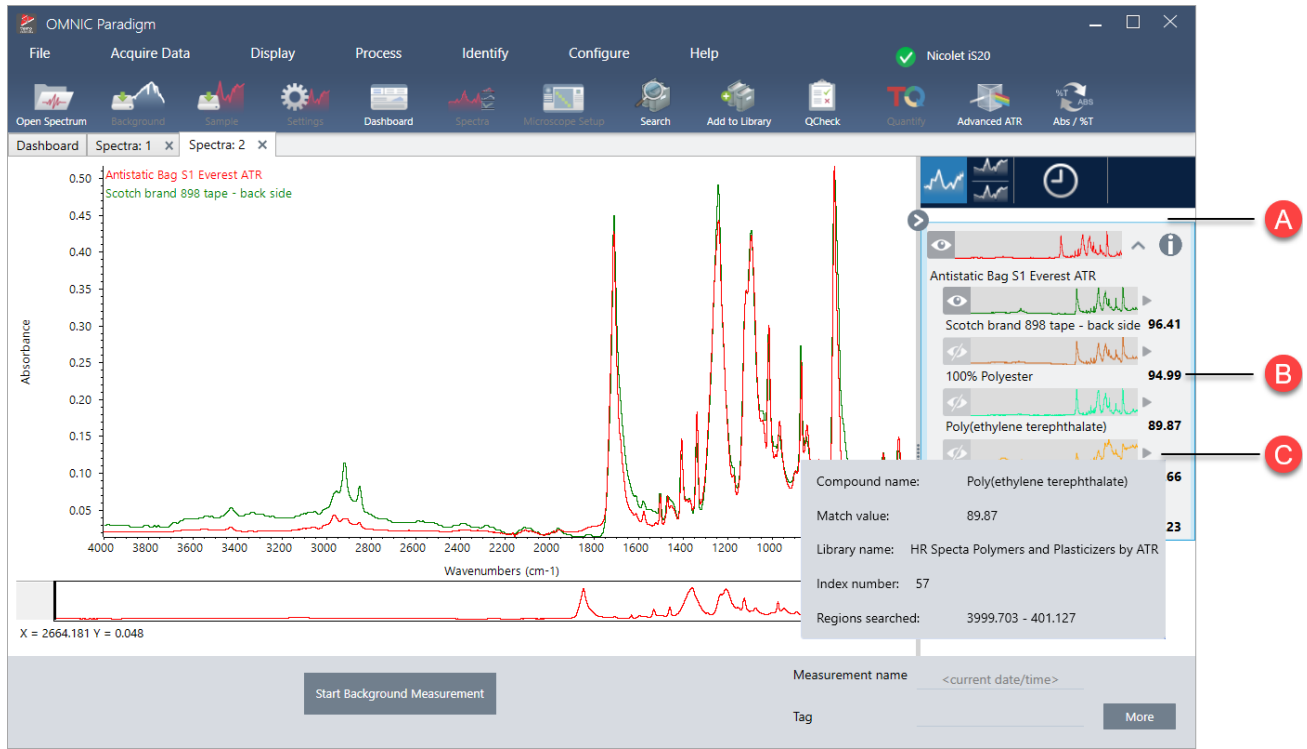 OMNIC Paradigm
File Acquire Data Display Process Identify Configure Help Nicolet iS20
Open Spectrum Background Sample Settings Dashboard Spectra Microscope Setup Search Add to Library QCheck TQ Quantify Advanced ATR %T ABS Abs / %T
Dashboard Spectra: 1 X Spectra: 2 X
Antistatic Bag S1 Everest ATR
Scotch brand 898 tape - back side
0.50
0.45
0.40
0.35
0.30
0.25
0.20
0.15
0.10
0.05
Absorbance
4000 3800 3600 3400 3200 3000 2800 2600 2400 2200 2000 1800 1600 1400 1200 1000
Wavenumbers (cm-1)
X = 2664.181 Y = 0.048
A
Antistatic Bag S1 Everest ATR
Scotch brand 898 tape - back side 96.41
100% Polyester 94.99
B
Poly(ethylene terephthalate) 89.87
C
66
23
Compound name: Poly(ethylene terephthalate)
Match value: 89.87
Library name: HR Specta Polymers and Plasticizers by ATR
Index number: 57
Regions searched: 3999.703 - 401.127
Start Background Measurement
Measurement name <current date/time>
Tag
More